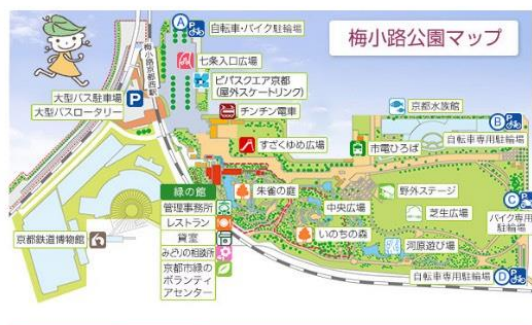 梅小路公園マップ
A
P
自転車・バイク駐輪場
七条入口広場
梅小路京都西駅
ビバスクエア京都
(屋外スケートリンク)
大型バス駐車場
大型バスロータリー
P
チンチン電車
すざくゆめ広場
京都水族館
市電ひろば
B
P
自転車専用駐輪場
緑の館
管理事務所
レストラン
貸室
みどりの相談所
京都市緑の
ボランティ
アセンター
朱雀の庭
いのちの森
中央広場
野外ステージ
芝生広場
河原遊び場
C
P
バイク専用
駐輪場
自転車専用駐輪場
D
P
京都鉄道博物館